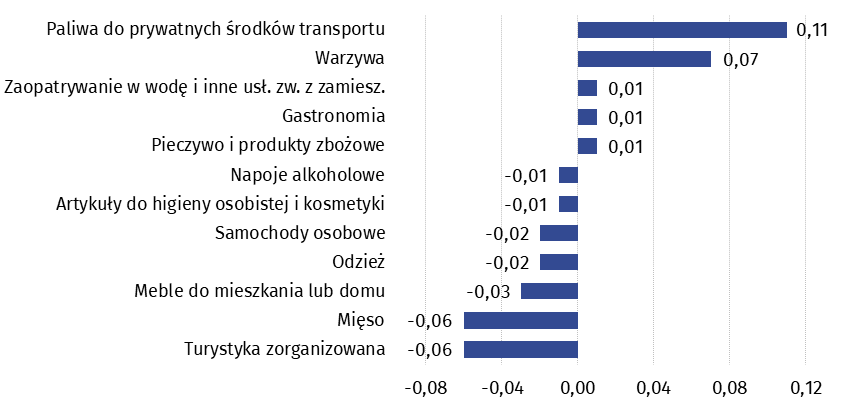 Paliwa do prywatnych środków transportu 0,11
Warzywa 0,07
Zaopatrywanie w wodę i inne usł. zw. z zamiesz. 0,01
Gastronomia 0,01
Pieczywo i produkty zbożowe 0,01
Napoje alkoholowe -0,01
Artykuły do higieny osobistej i kosmetyki -0,01
Samochody osobowe -0,02
Odzież -0,02
Meble do mieszkania lub domu -0,03
Mięso -0,06
Turystyka zorganizowana -0,06
-0,08 -0,04 0,00 0,04 0,08 0,12